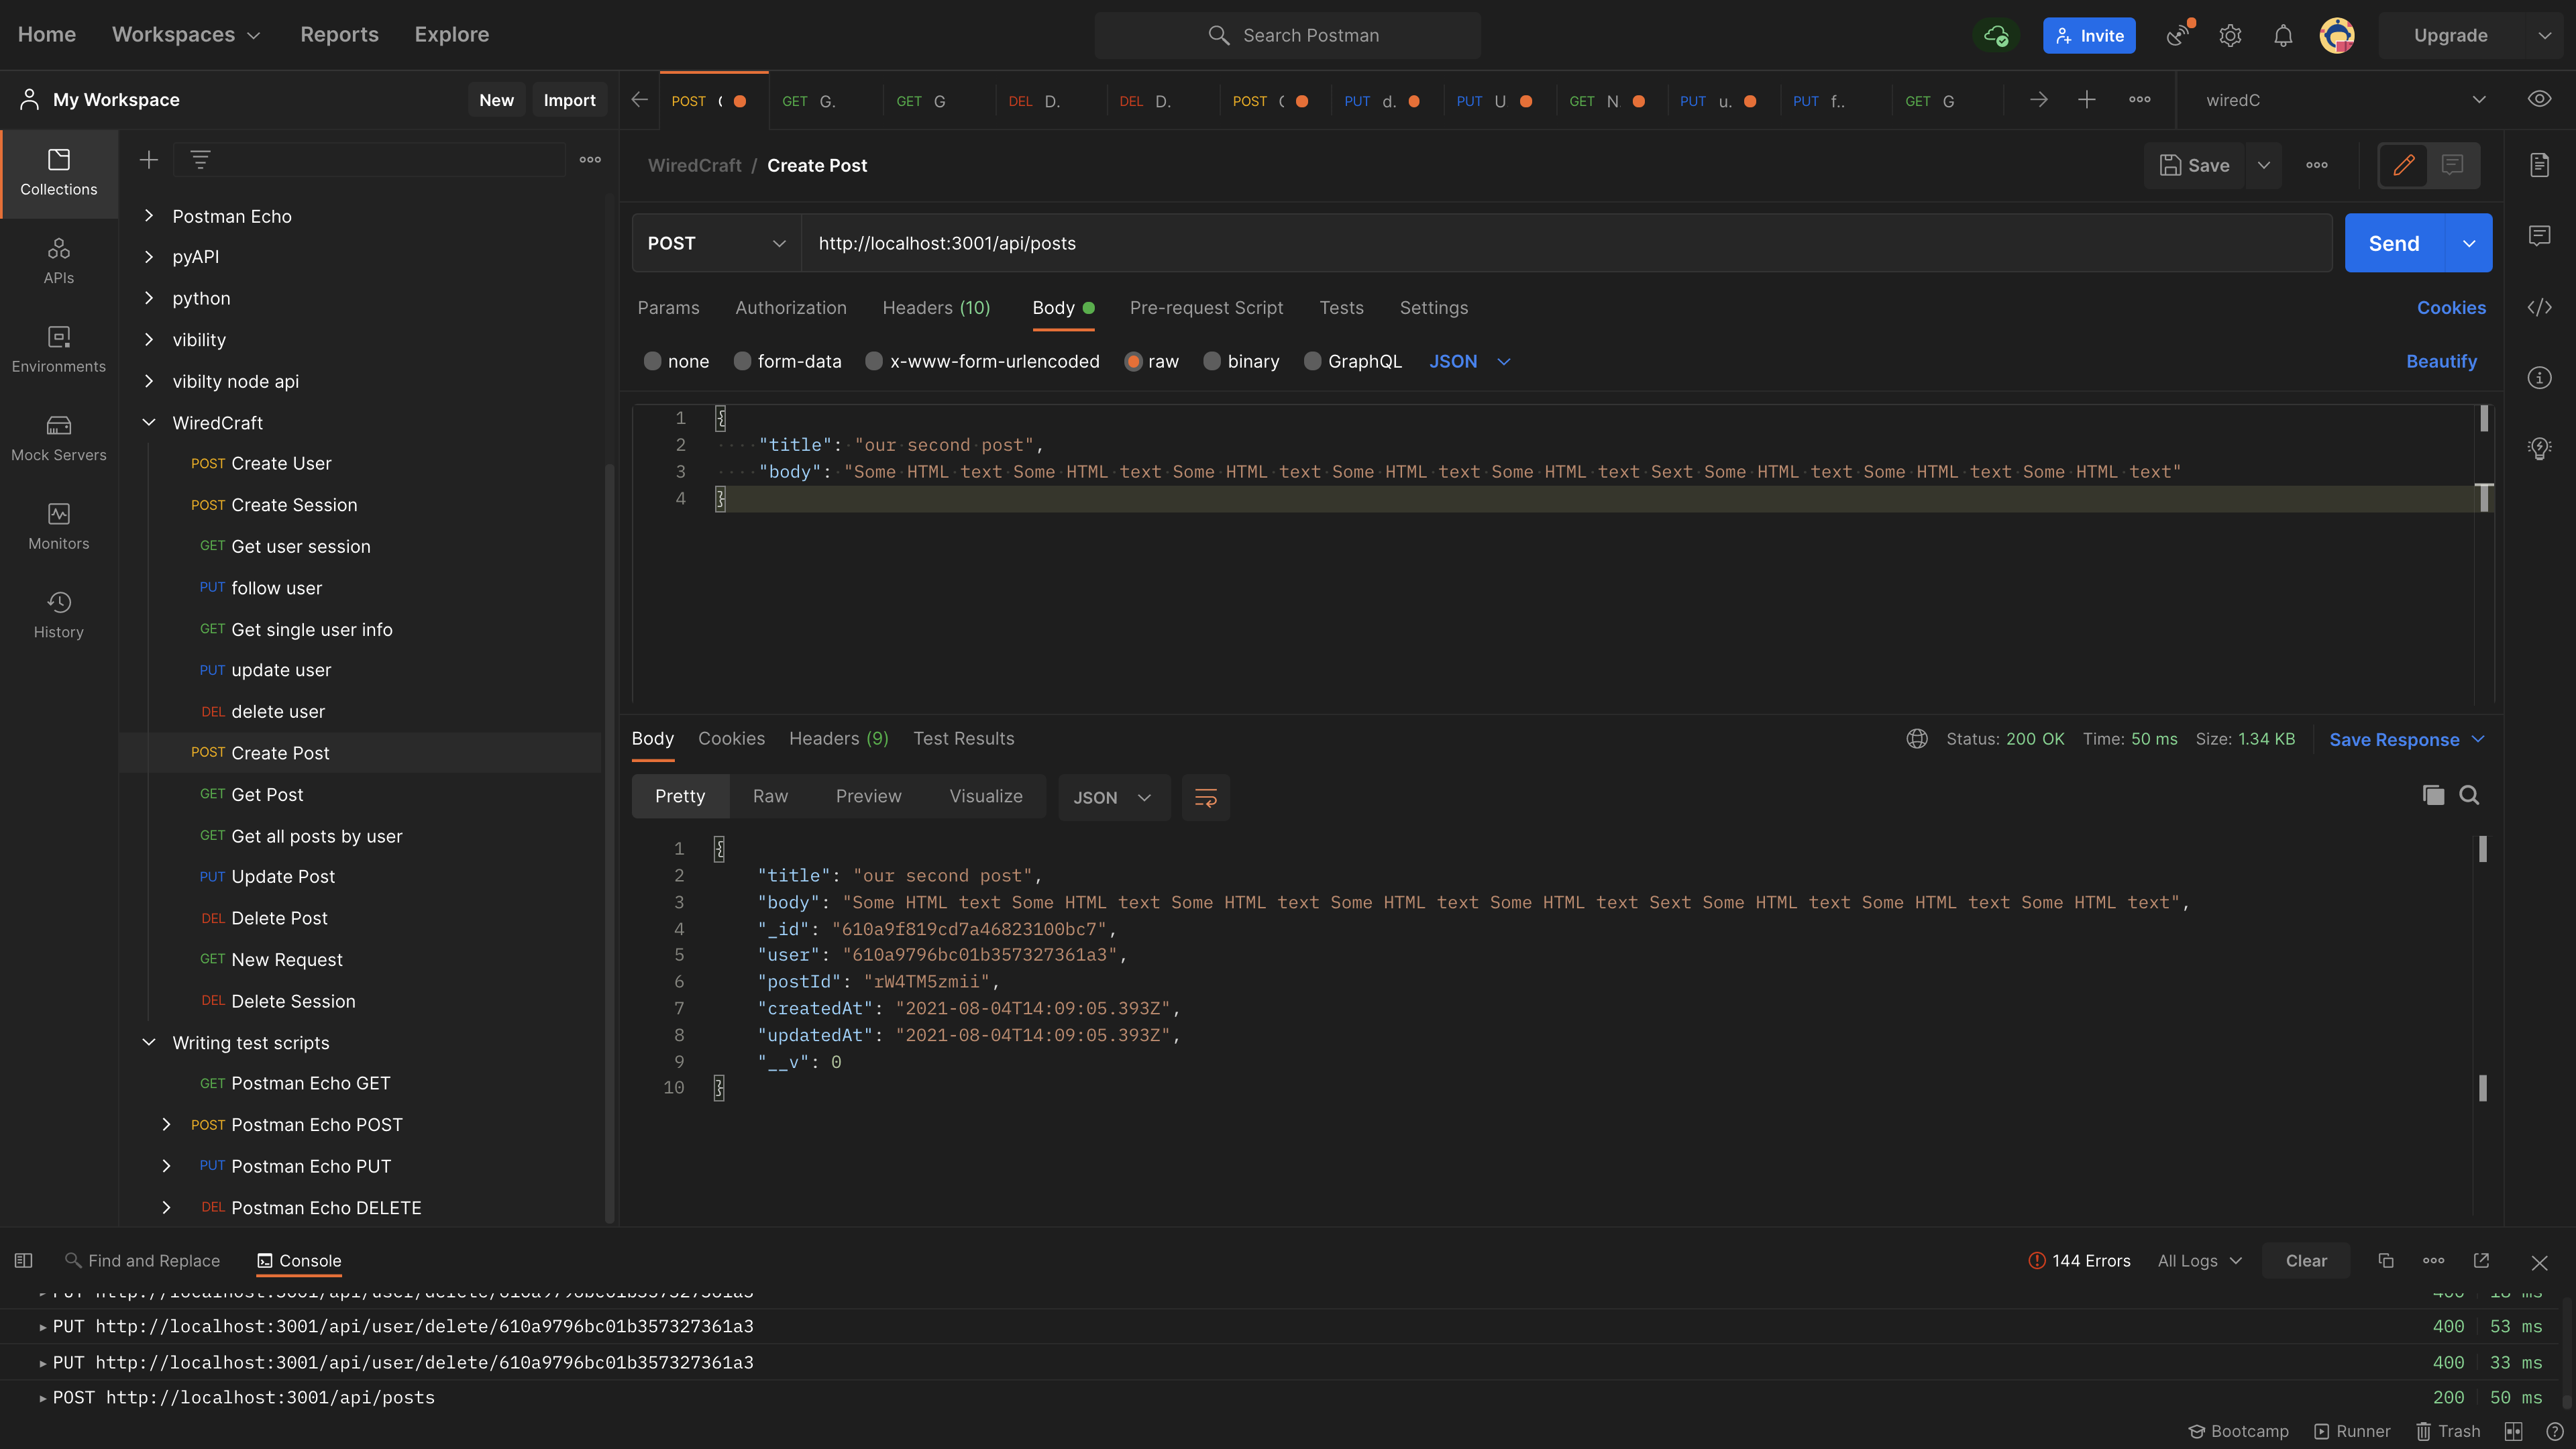 Home Workspaces Reports Explore Search Postman Invite Upgrade
My Workspace New Import POST GET G. GET G DEL D. DEL D. POST PUT d. PUT U GET N PUT u. PUT f.. GET G wiredC
Collections
APIs
Environments
Mock Servers
Monitors
History
Postman Echo
pyAPI
python
vibility
vibilty node api
WiredCraft
POST Create User
POST Create Session
GET Get user session
PUT follow user
GET Get single user info
PUT update user
DEL delete user
POST Create Post
GET Get Post
GET Get all posts by user
PUT Update Post
DEL Delete Post
GET New Request
DEL Delete Session
Writing test scripts
GET Postman Echo GET
POST Postman Echo POST
PUT Postman Echo PUT
DEL Postman Echo DELETE
WiredCraft / Create Post Save
POST http://localhost:3001/api/posts Send
Params Authorization Headers (10) Body Pre-request Script Tests Settings Cookies
none form-data x-www-form-urlencoded raw binary GraphQL JSON Beautify
1 {
2 "title": "our second post",
3 "body": "Some HTML text Some HTML text Some HTML text Some HTML text Some HTML text Sext Some HTML text Some HTML text Some HTML text"
4 }
Body Cookies Headers (9) Test Results Status: 200 OK Time: 50 ms Size: 1.34 KB Save Response
Pretty Raw Preview Visualize JSON
1 {
2 "title": "our second post",
3 "body": "Some HTML text Some HTML text Some HTML text Some HTML text Some HTML text Sext Some HTML text Some HTML text Some HTML text",
4 "_id": "610a9f819cd7a46823100bc7",
5 "user": "610a9796bc01b357327361a3",
6 "postId": "rW4TM5zmii",
7 "createdAt": "2021-08-04T14:09:05.393Z",
8 "updatedAt": "2021-08-04T14:09:05.393Z",
9 "__v": 0
10 }
Find and Replace Console 144 Errors All Logs Clear
PUT http://localhost:3001/api/user/delete/610a9796bc01b357327361a3 400 18 ms
PUT http://localhost:3001/api/user/delete/610a9796bc01b357327361a3 400 53 ms
PUT http://localhost:3001/api/user/delete/610a9796bc01b357327361a3 400 33 ms
POST http://localhost:3001/api/posts 200 50 ms
Bootcamp Runner Trash